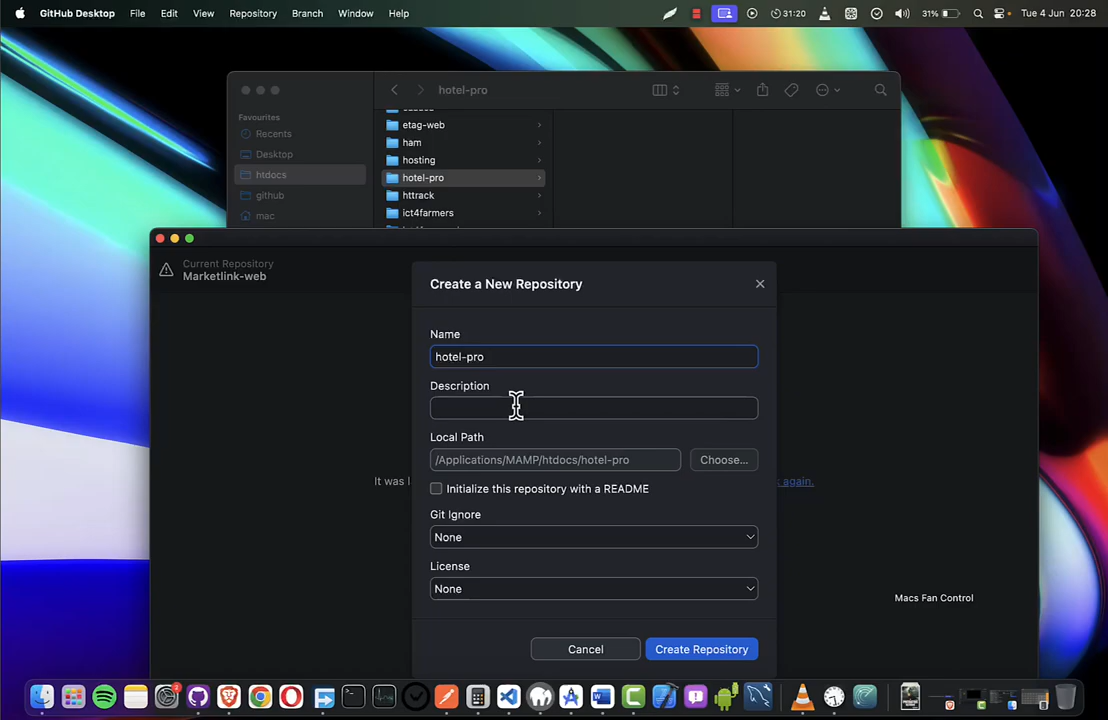 GitHub Desktop File Edit View Repository Branch Window Help 31:20 31% Tue 4 Jun 20:28
hotel-pro
Favourites
Recents
Desktop
htdocs
github
mac
etag-web
ham
hosting
hotel-pro
httrack
ict4farmers
Current Repository
Marketlink-web
Create a New Repository
Name
hotel-pro
Description
Local Path
/Applications/MAMP/htdocs/hotel-pro
Choose...
It was l
again.
Initialize this repository with a README
Git Ignore
None
License
None
Macs Fan Control
Cancel
Create Repository